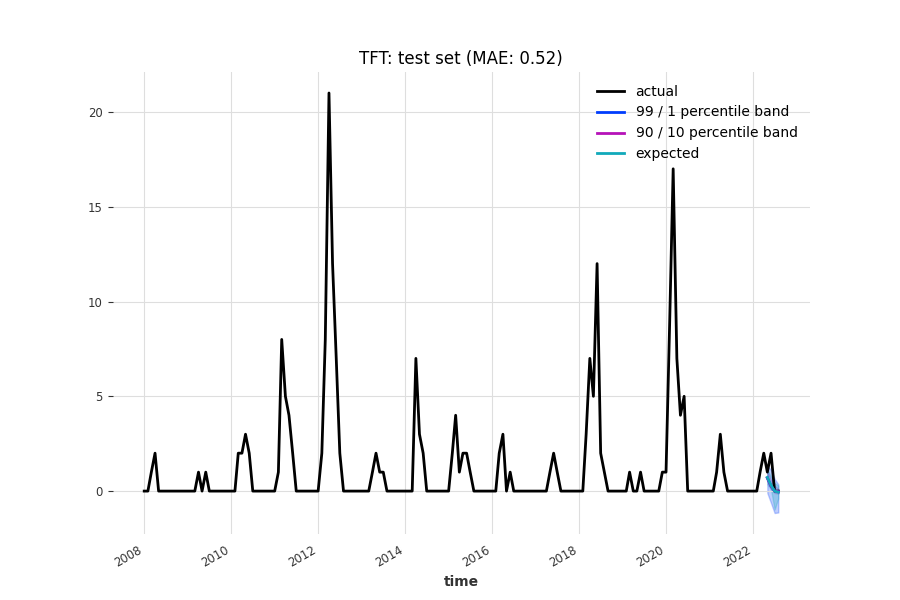 TFT: test set (MAE: 0.52)
actual
99 / 1 percentile band
90 / 10 percentile band
expected
20
15
10
5
0
2008 2010 2012 2014 2016 2018 2020 2022
time